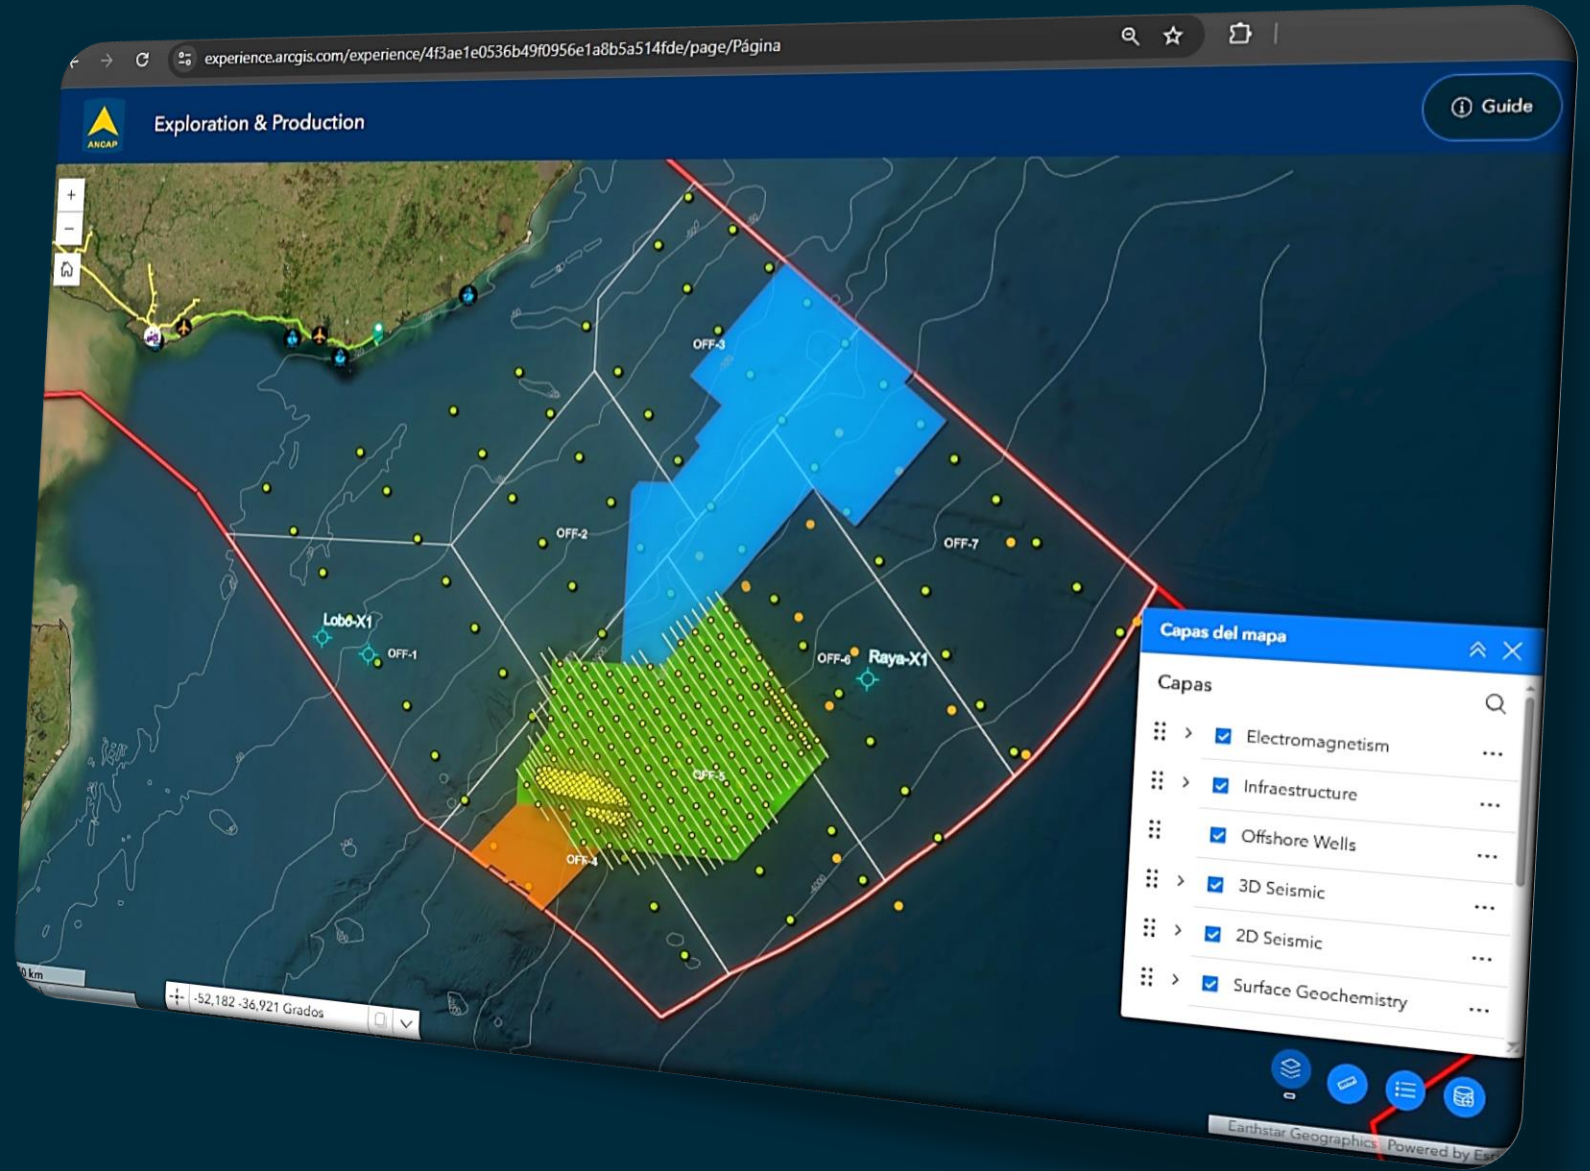 experience.arcgis.com/experience/4f3ae1e0536b49f0956e1a8b5a514fde/page/Página
ANCAP
Exploration & Production
Guide
OFF-3
OFF-2
OFF-7
Lobo-X1
OFF-1
OFF-6
Raya-X1
OFF-5
OFF-4
Capas del mapa
Capas
Electromagnetism
Infraestructure
Offshore Wells
3D Seismic
2D Seismic
Surface Geochemistry
-52,182 -36,921 Grados
Earthstar Geographics Powered by